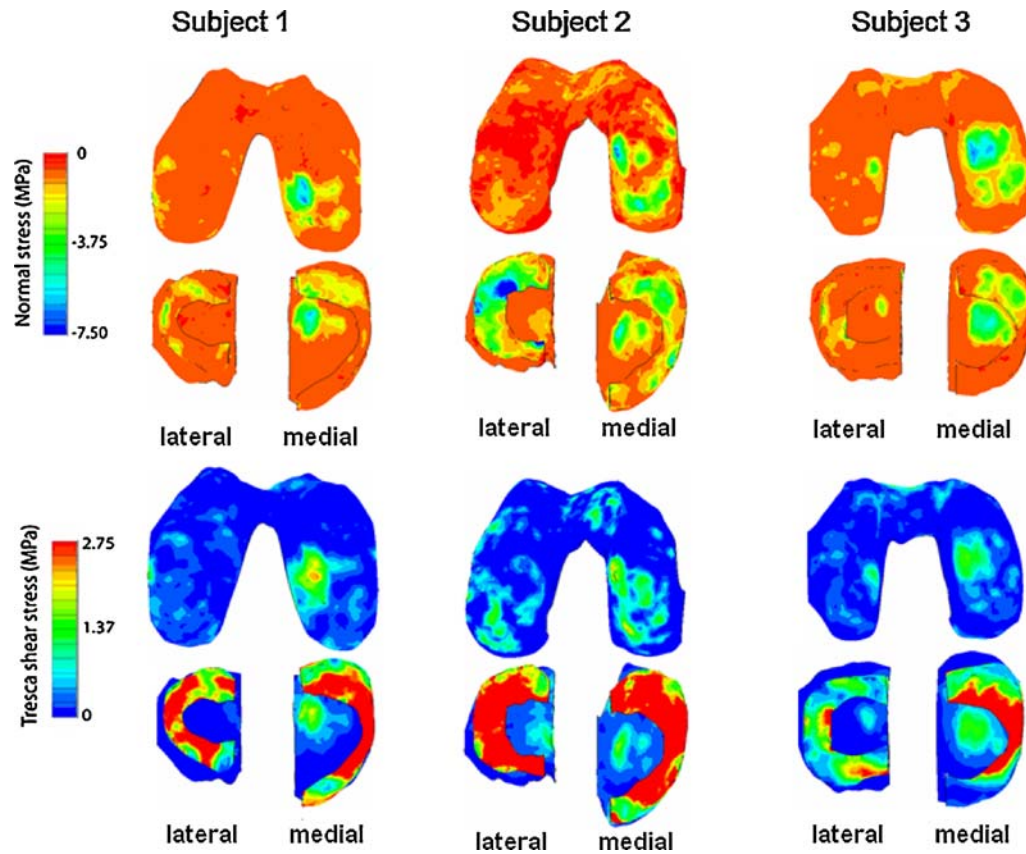 Subject 1
Subject 2
Subject 3
Normal stress (MPa)
0
-3.75
-7.50
lateral medial
lateral medial
lateral medial
Tresca shear stress (MPa)
2.75
1.37
0
lateral medial
lateral medial
lateral medial